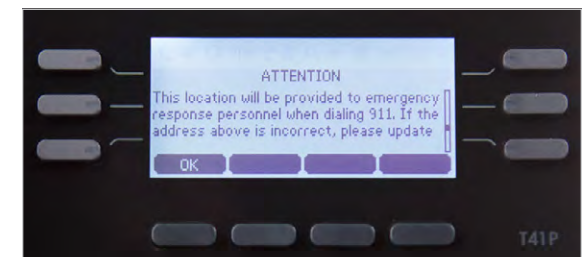 ATTENTION
This location will be provided to emergency
response personnel when dialing 911. If the
address above is incorrect, please update
OK
T41P